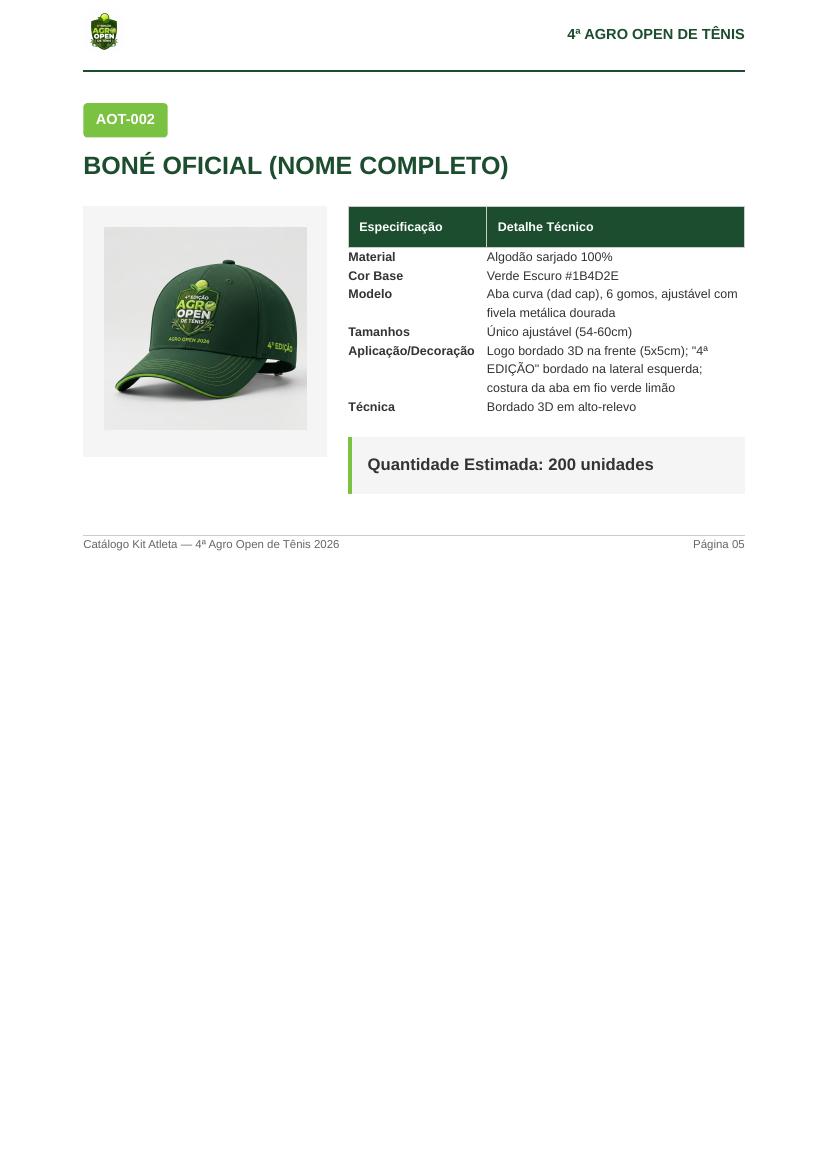 4ª EDIÇÃO
AGRO
OPEN
DE TÊNIS
4ª AGRO OPEN DE TÊNIS
AOT-002
BONÉ OFICIAL (NOME COMPLETO)
4ª EDIÇÃO
AGRO
OPEN
DE TÊNIS
AGRO OPEN 2026
4ª EDIÇÃO
Especificação Detalhe Técnico
Material Algodão sarjado 100%
Cor Base Verde Escuro #1B4D2E
Modelo Aba curva (dad cap), 6 gomos, ajustável com
fivela metálica dourada
Tamanhos Único ajustável (54-60cm)
Aplicação/Decoração Logo bordado 3D na frente (5x5cm); "4ª
EDIÇÃO" bordado na lateral esquerda;
costura da aba em fio verde limão
Técnica Bordado 3D em alto-relevo
Quantidade Estimada: 200 unidades
Catálogo Kit Atleta — 4ª Agro Open de Tênis 2026 Página 05